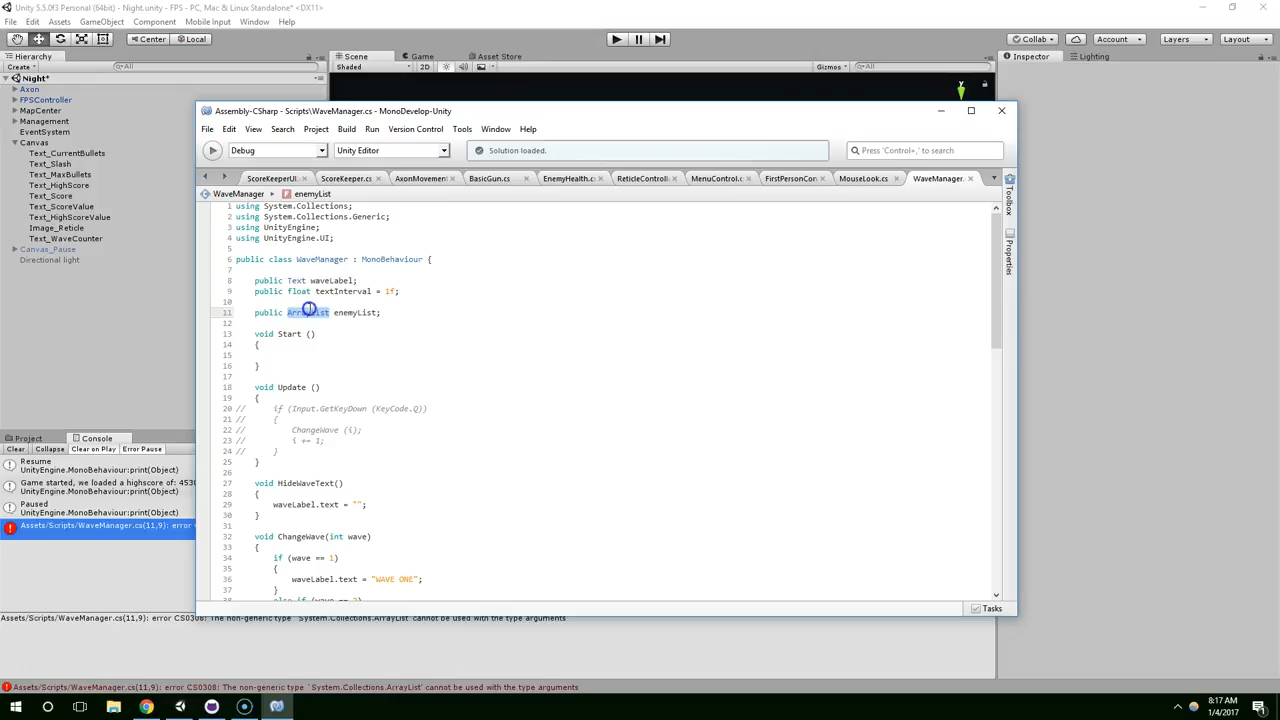 Unity 5.5.0f3 Personal (64bit) - Night.unity - FPS - PC, Mac & Linux Standalone* <DX11>
File Edit Assets GameObject Component Mobile Input Window Help
Center Local Collab Account Layers Layout
Hierarchy Scene Game Asset Store Inspector Lighting
Create All Shaded 2D Gizmos All
Night*
Axon
FPSController
MapCenter
Management
EventSystem
Canvas
Text_CurrentBullets
Text_Slash
Text_MaxBullets
Text_HighScore
Text_Score
Text_ScoreValue
Text_HighScoreValue
Image_Reticle
Text_WaveCounter
Canvas_Pause
Directional light
y
Assembly-CSharp - Scripts\WaveManager.cs - MonoDevelop-Unity
File Edit View Search Project Build Run Version Control Tools Window Help
Debug Unity Editor Solution loaded. Press 'Control+,' to search
ScoreKeeperUI. ScoreKeeper.cs AxonMovement BasicGun.cs EnemyHealth.cs ReticleControll MenuControl.c FirstPersonCon MouseLook.cs WaveManager.
WaveManager enemyList
Toolbox
Properties
1 using System.Collections;
2 using System.Collections.Generic;
3 using UnityEngine;
4 using UnityEngine.UI;
5
6 public class WaveManager : MonoBehaviour {
7
8 public Text waveLabel;
9 public float textInterval = 1f;
10
11 public ArrayList enemyList;
12
13 void Start ()
14 {
15
16 }
17
18 void Update ()
19 {
20 // if (Input.GetKeyDown (KeyCode.Q))
21 // {
22 // ChangeWave (i);
23 // i += 1;
24 // }
25 }
26
27 void HideWaveText()
28 {
29 waveLabel.text = "";
30 }
31
32 void ChangeWave(int wave)
33 {
34 if (wave == 1)
35 {
36 waveLabel.text = "WAVE ONE";
37 }
38 else if (wave == 2)
Tasks
Project Console
Clear Collapse Clear on Play Error Pause
Resume
UnityEngine.MonoBehaviour:print(Object)
Game started, we loaded a highscore of: 4530
UnityEngine.MonoBehaviour:print(Object)
Paused
UnityEngine.MonoBehaviour:print(Object)
Assets/Scripts/WaveManager.cs(11,9): error
Assets/Scripts/WaveManager.cs(11,9): error CS0308: The non-generic type `System.Collections.ArrayList' cannot be used with the type arguments
Assets/Scripts/WaveManager.cs(11,9): error CS0308: The non-generic type `System.Collections.ArrayList' cannot be used with the type arguments
8:17 AM
1/4/2017